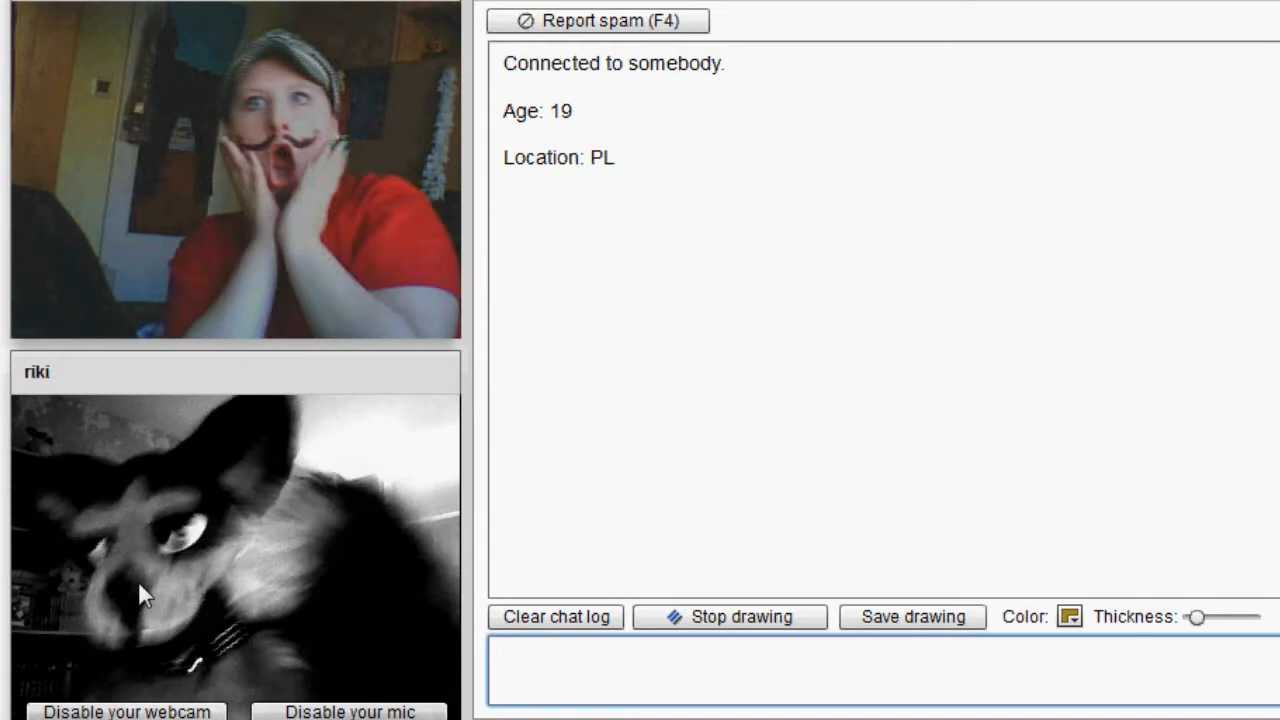 Report spam (F4)
Connected to somebody.
Age: 19
Location: PL
riki
Clear chat log
Stop drawing
Save drawing
Color:
Thickness:
Disable your webcam
Disable your mic